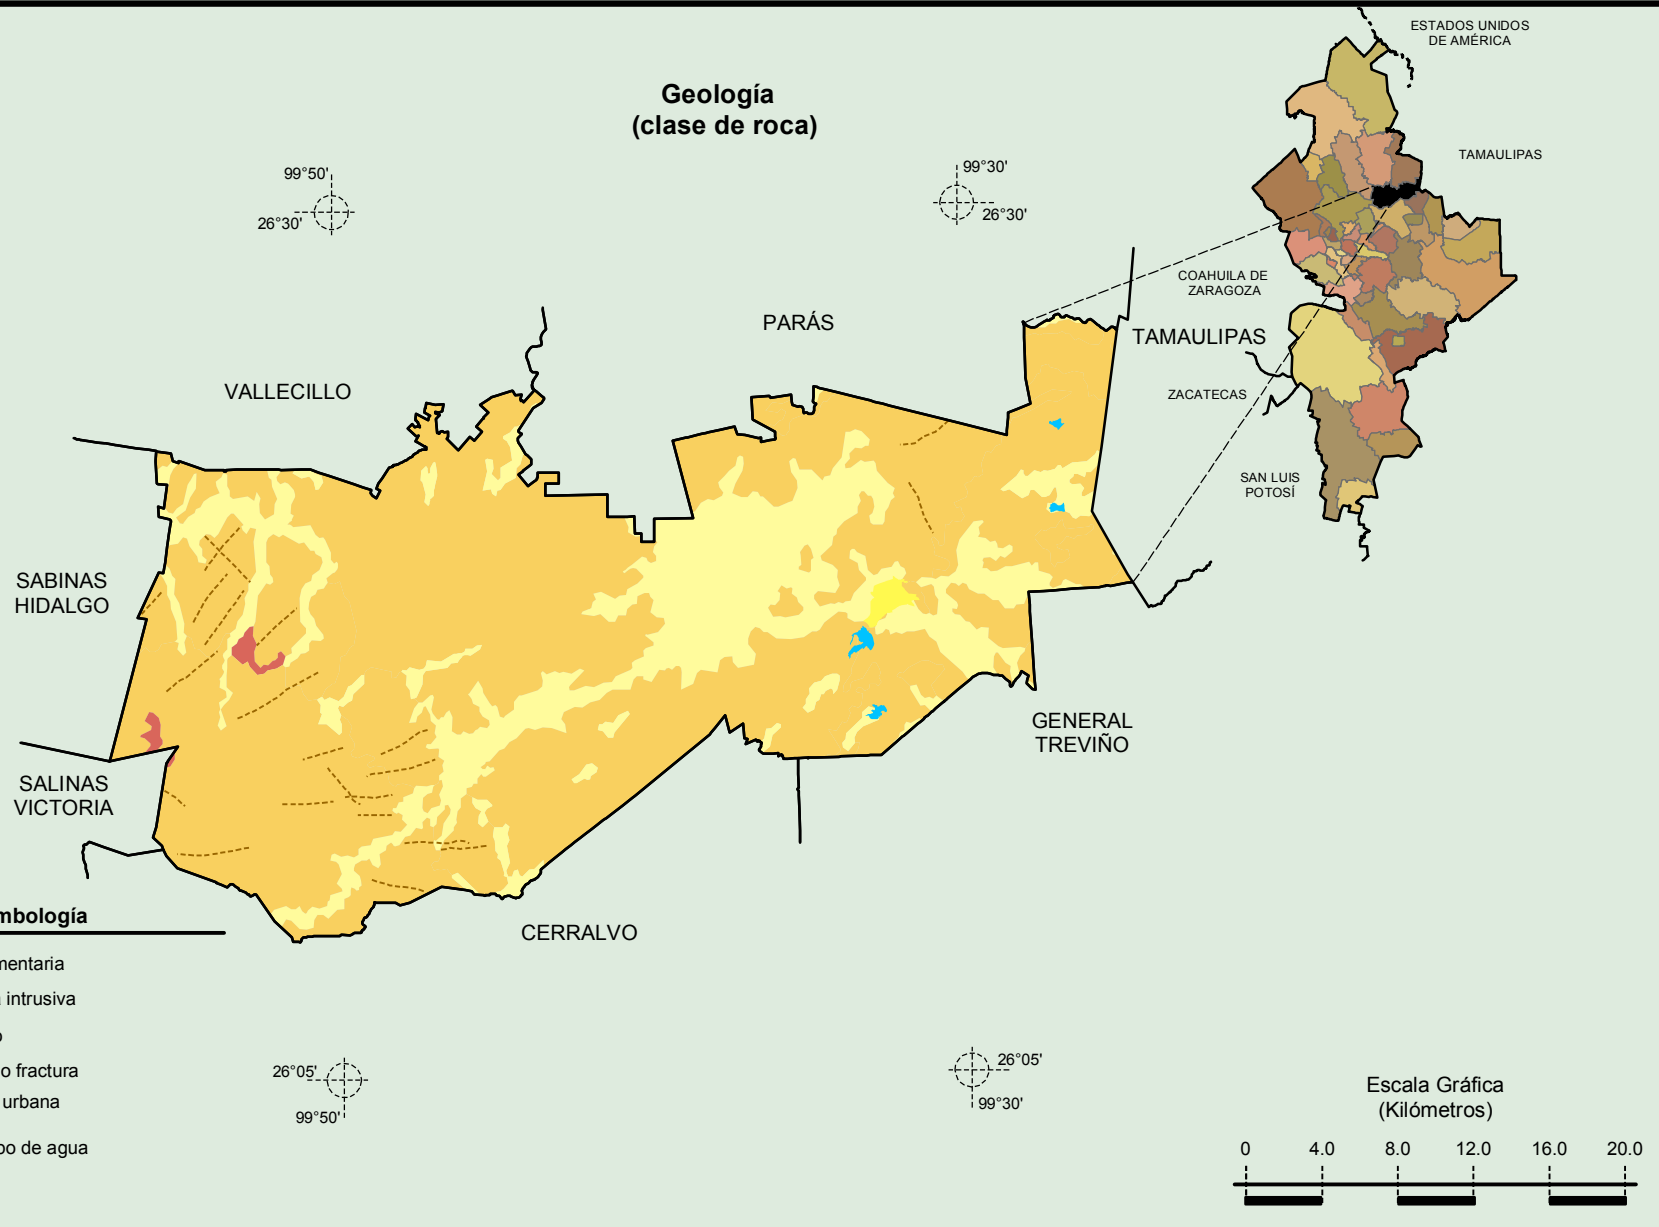 ESTADOS UNIDOS
DE AMÉRICA
Geología
(clase de roca)
TAMAULIPAS
99°50'
26°30'
99°30'
26°30'
COAHUILA DE
ZARAGOZA
PARÁS
TAMAULIPAS
VALLECILLO
ZACATECAS
SAN LUIS
POTOSÍ
SABINAS
HIDALGO
GENERAL
TREVIÑO
SALINAS
VICTORIA
CERRALVO
mbología
mentaria
a intrusiva
o
o fractura
urbana
po de agua
26°05'
99°50'
26°05'
99°30'
Escala Gráfica
(Kilómetros)
0 4.0 8.0 12.0 16.0 20.0